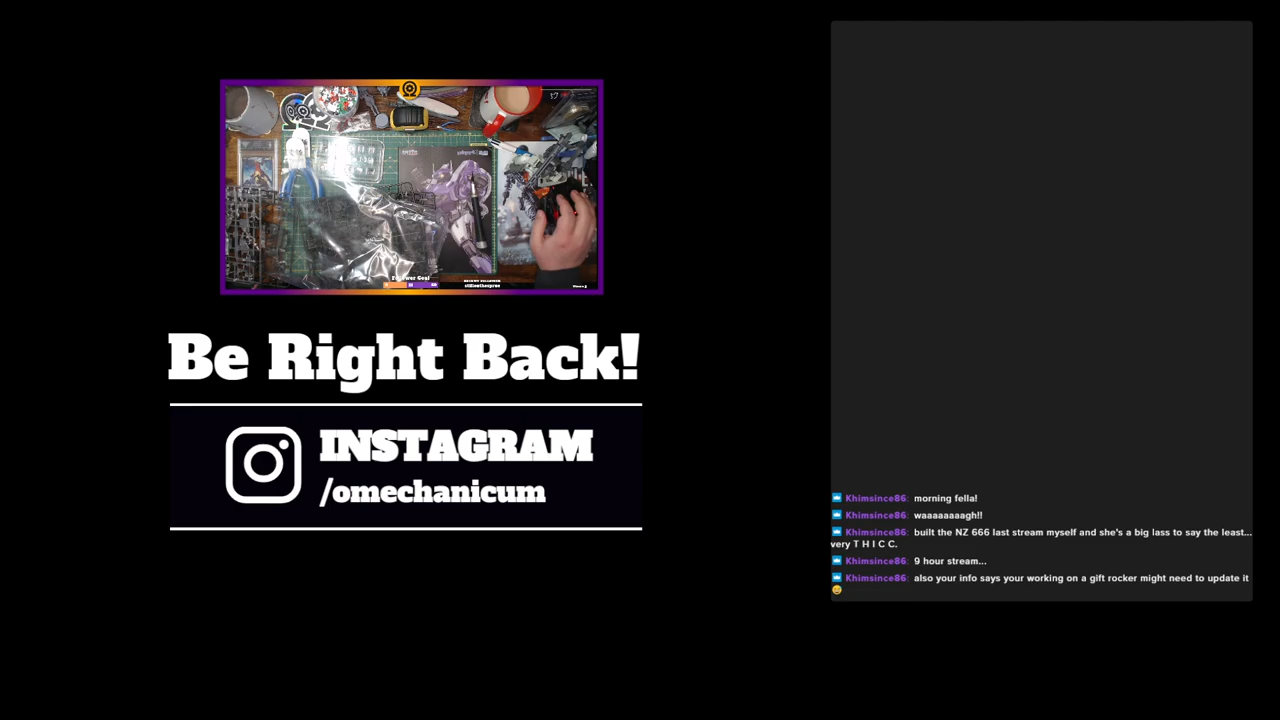 Be Right Back!
INSTAGRAM
/omechanicum
Khimsince86: morning fella!
Khimsince86: waaaaaaaagh!!
Khimsince86: built the NZ 666 last stream myself and she's a big lass to say the least...
very T H I C C.
Khimsince86: 9 hour stream...
Khimsince86: also your info says your working on a gift rocker might need to update it